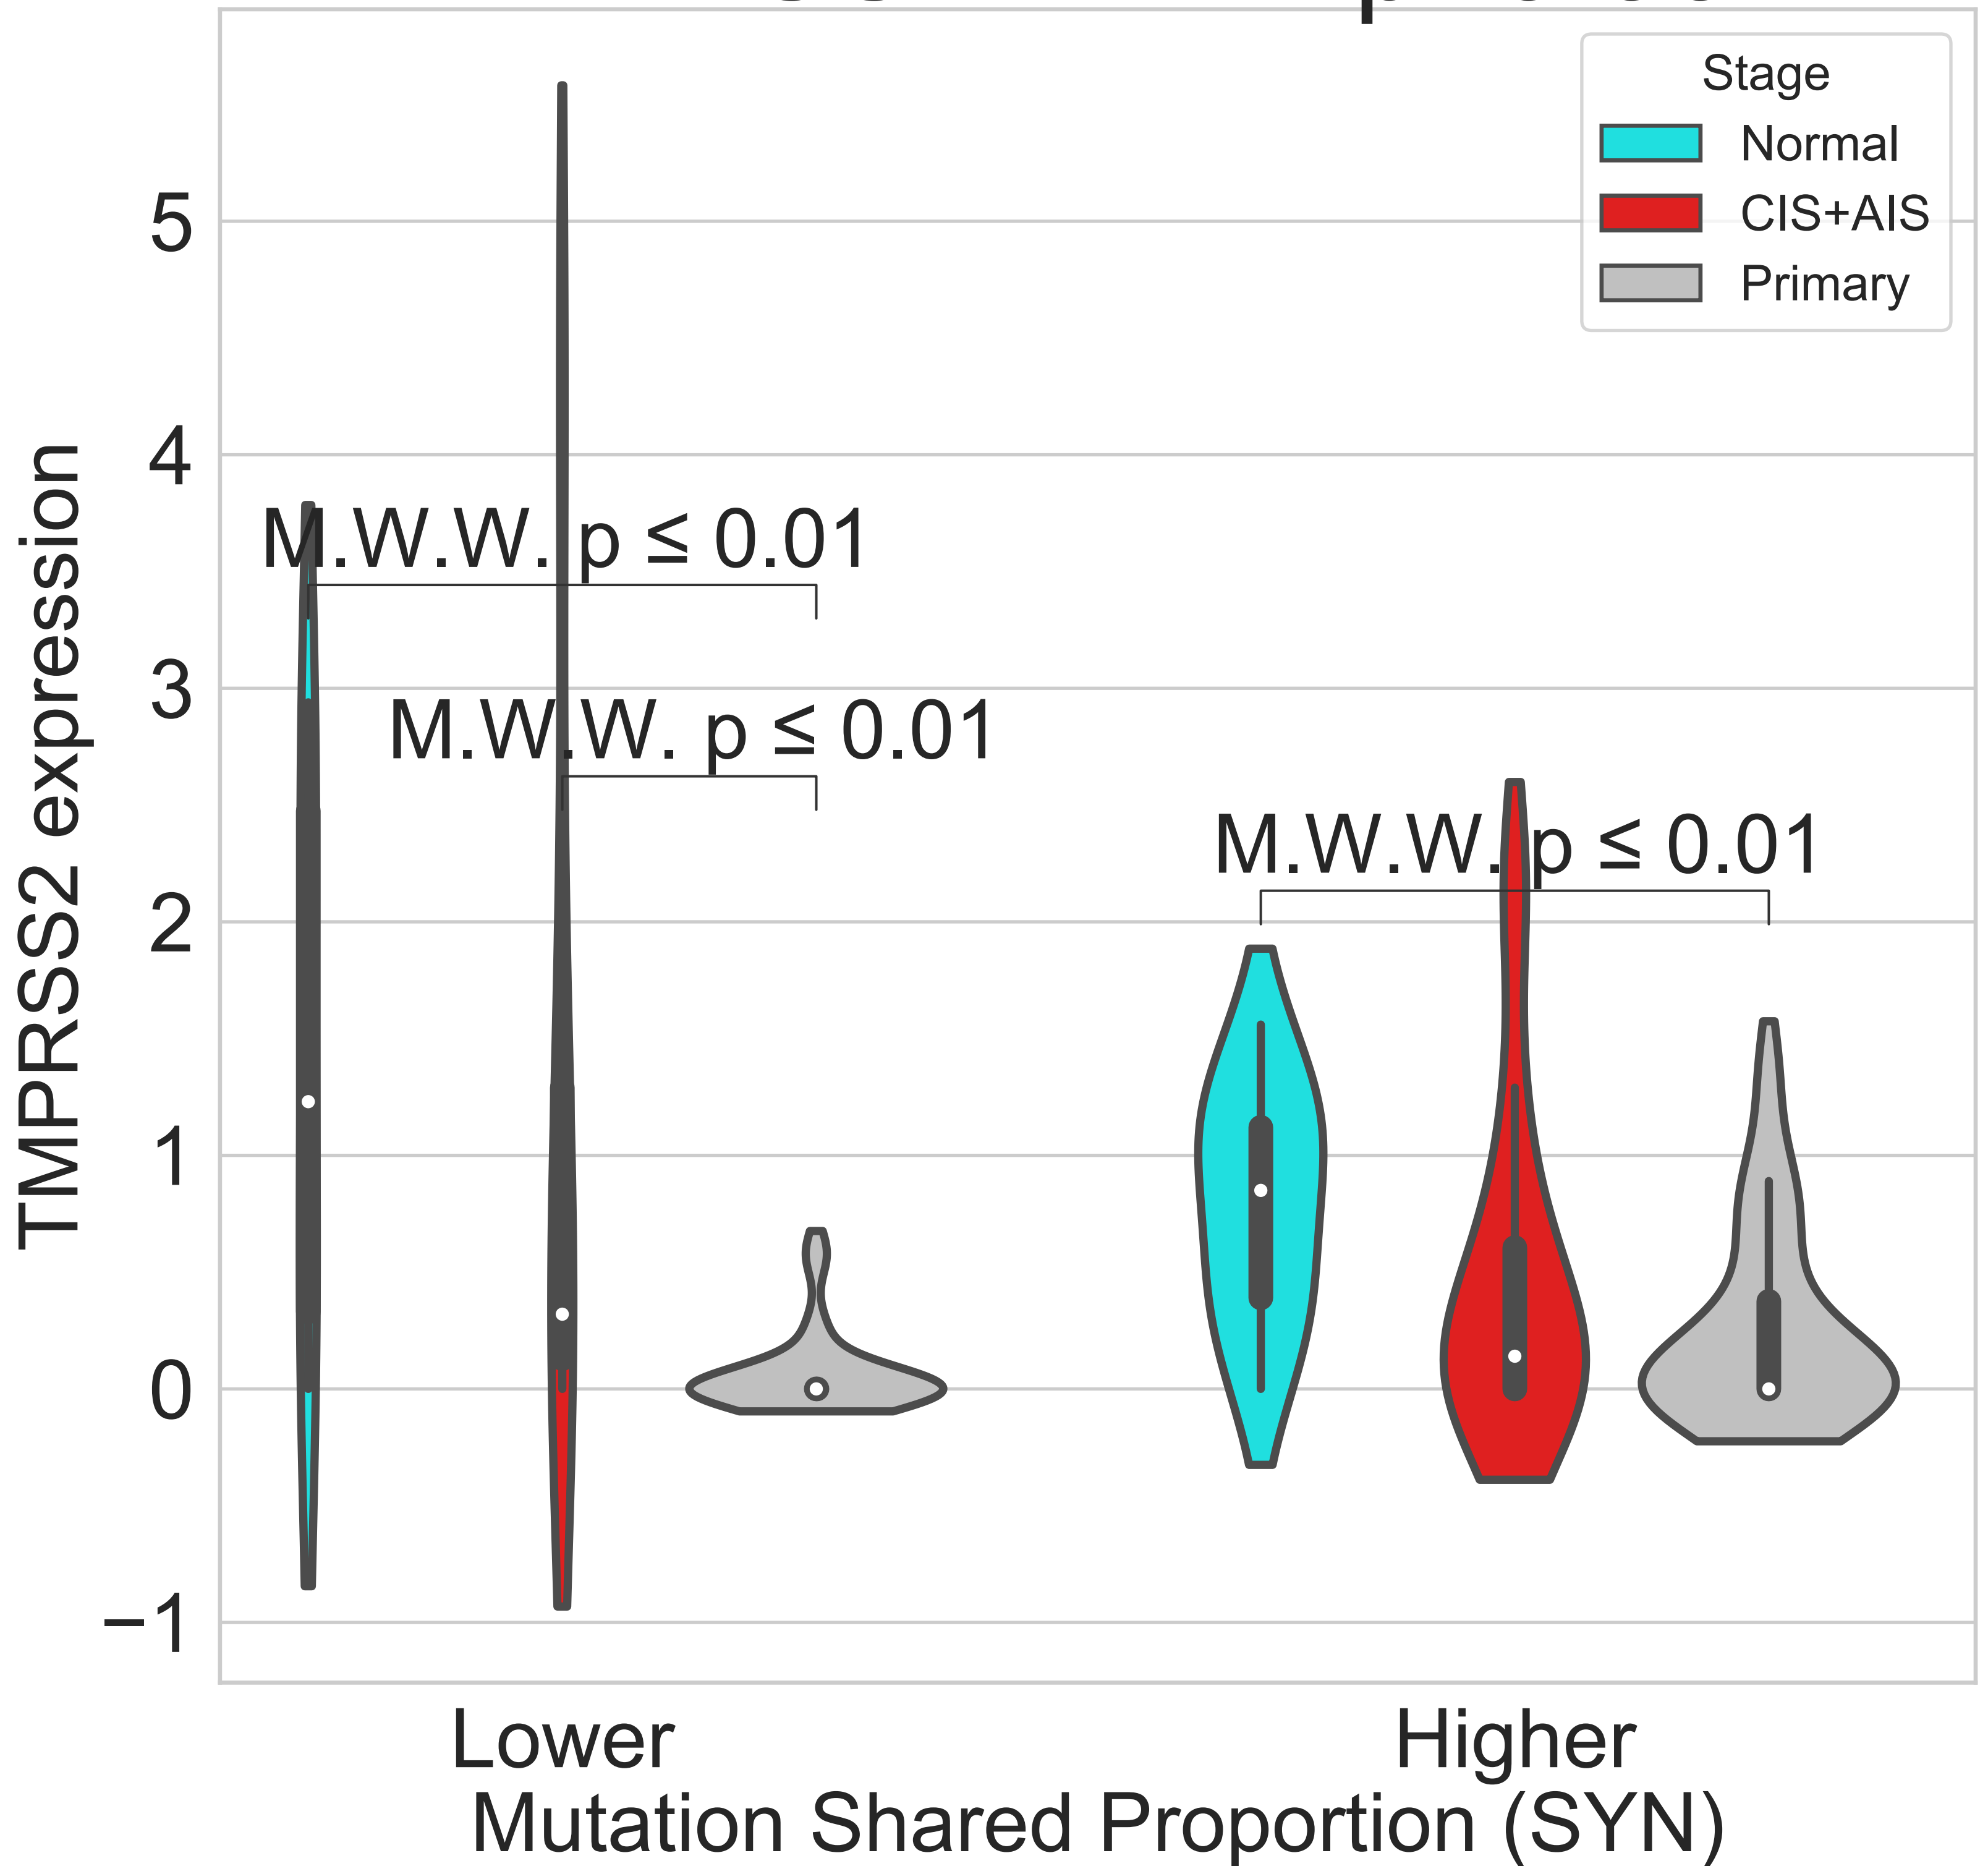 Stage
Normal
CIS+AIS
Primary
5
4
3
2
1
0
−1
TMPRSS2 expression
M.W.W. p ≤ 0.01
M.W.W. p ≤ 0.01
M.W.W. p ≤ 0.01
Lower
Higher
Mutation Shared Proportion (SYN)